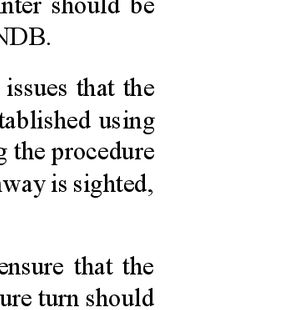 nter should be
NDB.
issues that the
tablished using
g the procedure
way is sighted,
ensure that the
ure turn should